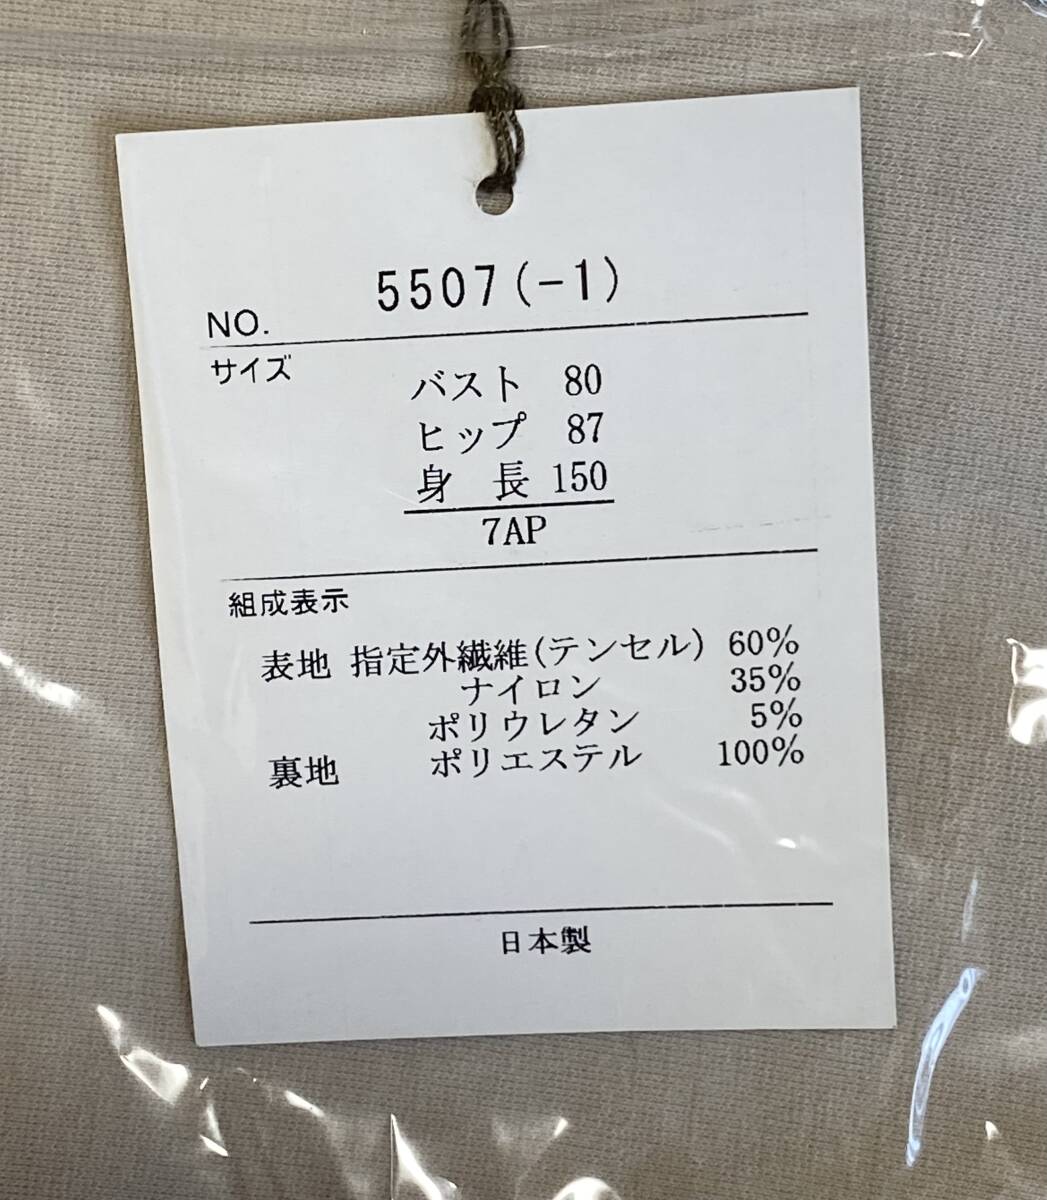 NO. 5507(-1)
サイズ
バスト 80
ヒップ 87
身 長 150
7AP
組成表示
表地 指定外繊維(テンセル) 60%
ナイロン 35%
ポリウレタン 5%
裏地 ポリエステル 100%
日本製